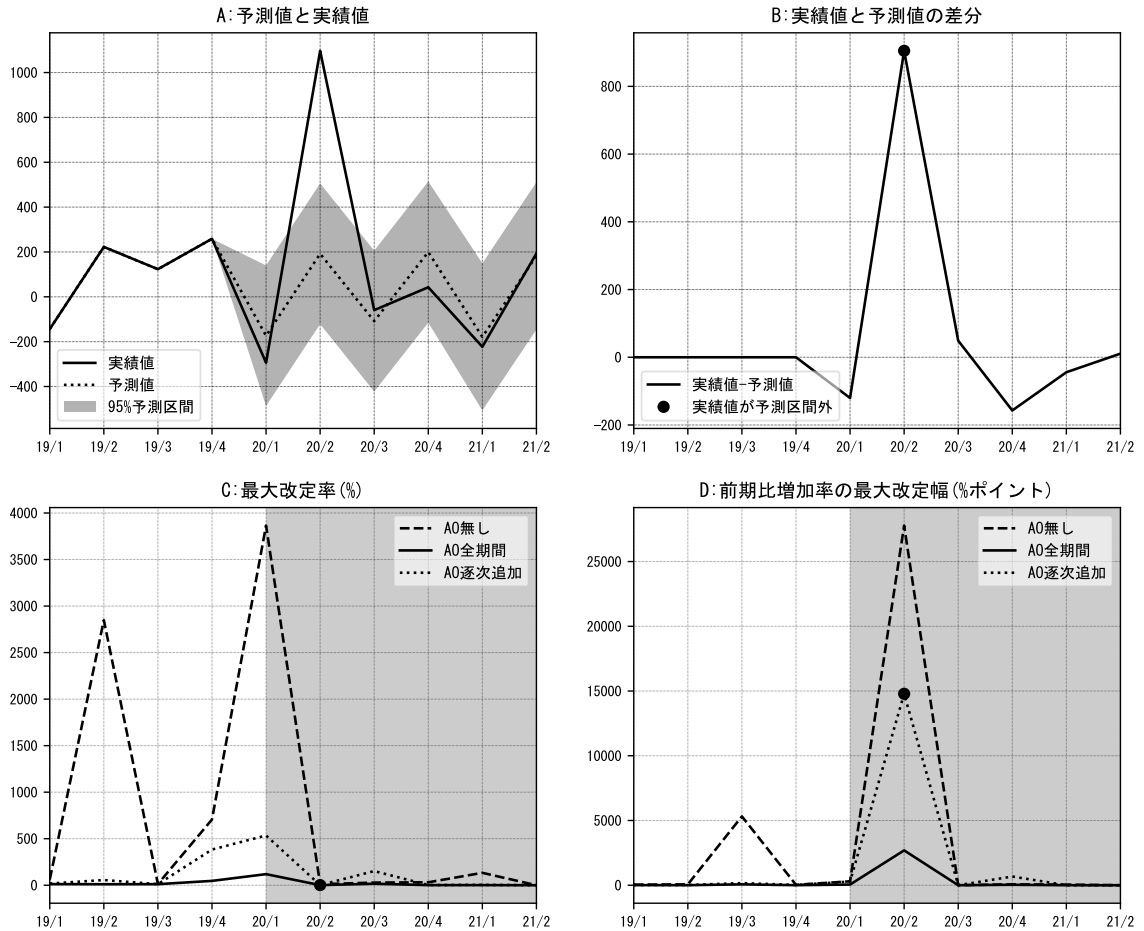 A:予測値と実績値
1000
800
600
400
200
0
−200
−400
実績値
予測値
95%予測区間
19/1 19/2 19/3 19/4 20/1 20/2 20/3 20/4 21/1 21/2
B:実績値と予測値の差分
800
600
400
200
0
−200
実績値−予測値
実績値が予測区間外
19/1 19/2 19/3 19/4 20/1 20/2 20/3 20/4 21/1 21/2
C:最大改定率(%)
4000
3500
3000
2500
2000
1500
1000
500
0
AO無し
AO全期間
AO逐次追加
19/1 19/2 19/3 19/4 20/1 20/2 20/3 20/4 21/1 21/2
D:前期比増加率の最大改定幅(%ポイント)
25000
20000
15000
10000
5000
0
AO無し
AO全期間
AO逐次追加
19/1 19/2 19/3 19/4 20/1 20/2 20/3 20/4 21/1 21/2